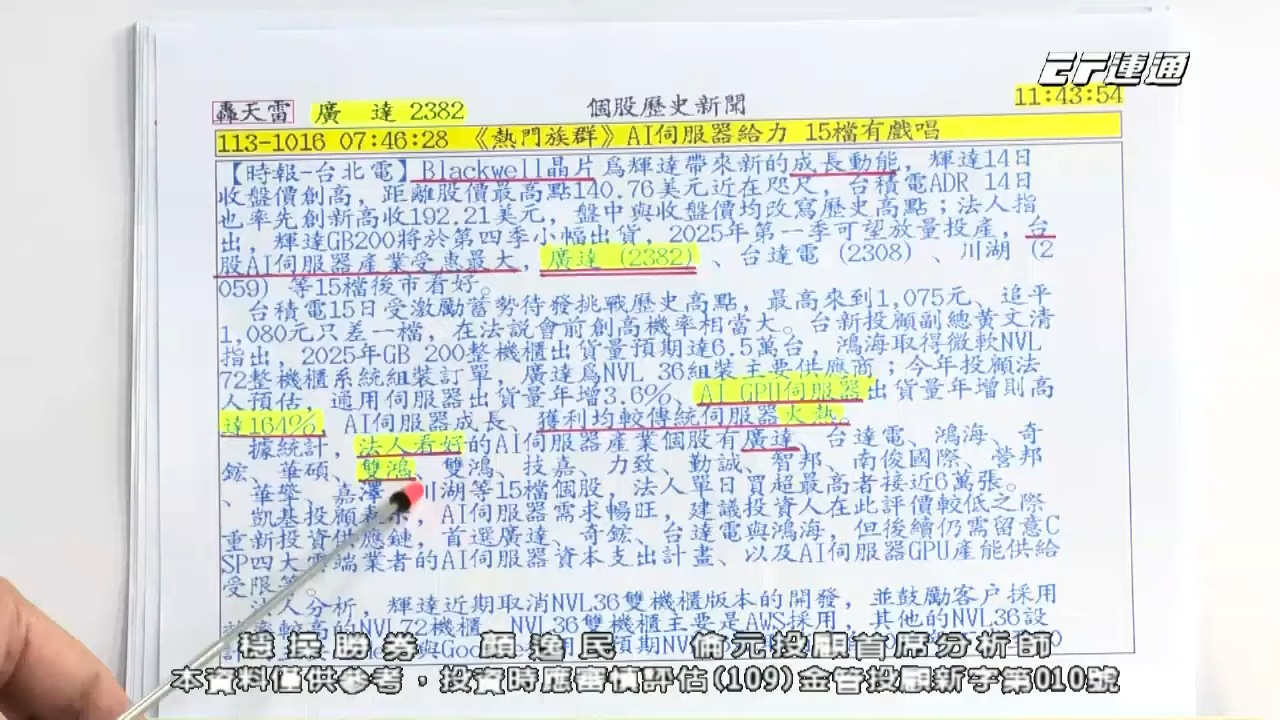 EF運通
轟天雷 廣 達 2382 個股歷史新聞 11:43:54
113-1016 07:46:28 《熱門族群》AI伺服器給力 15檔有戲唱
【時報-台北電】Blackwell晶片為輝達帶來新的成長動能，輝達14日
收盤價創高，距離股價最高點140.76美元近在咫尺，台積電ADR 14日
也率先創新高收192.21美元，盤中與收盤價均改寫歷史高點；法人指
出，輝達GB200將於第四季小幅出貨，2025年第一季可望放量投產，台
股AI伺服器產業受惠最大，廣達（2382）、台達電（2308）、川湖（2
059）等15檔後市看好。
台積電15日受激勵蓄勢待發挑戰歷史高點，最高來到1,075元、追平
1,080元只差一檔，在法說會前創高機率相當大。台新投顧副總黃文清
指出，2025年GB 200整機櫃出貨量預期達6.5萬台，鴻海取得微軟NVL
72整機櫃系統組裝訂單，廣達為NVL 36組裝主要供應商；今年投顧法
人預估，通用伺服器出貨量年增3.6%，AI GPU伺服器出貨量年增則高
達164%，AI伺服器成長、獲利均較傳統伺服器火熱。
據統計，法人看好的AI伺服器產業個股有廣達、台達電、鴻海、奇
鋐、華碩、雙鴻、雙鴻、技嘉、力致、勤誠、智邦、南俊國際、營邦
、華擎、嘉澤 川湖等15檔個股，法人單日買超最高者接近6萬張。
凱基投顧表示，AI伺服器需求暢旺，建議投資人在此評價較低之際
重新投資供應鏈，首選廣達、奇鋐、台達電與鴻海，但後續仍需留意C
SP四大雲端業者的AI伺服器資本支出計畫、以及AI伺服器GPU產能供給
受限等。
人分析，輝達近期取消NVL36雙機櫃版本的開發，並鼓勵客戶採用
較高的NVL72機櫃，NVL36雙機櫃主要是AWS採用，其他的NVL36設
穩操勝券 顏逸民 倫元投顧首席分析師
本資料僅供參考，投資時應審慎評估(109)金管投顧新字第010號